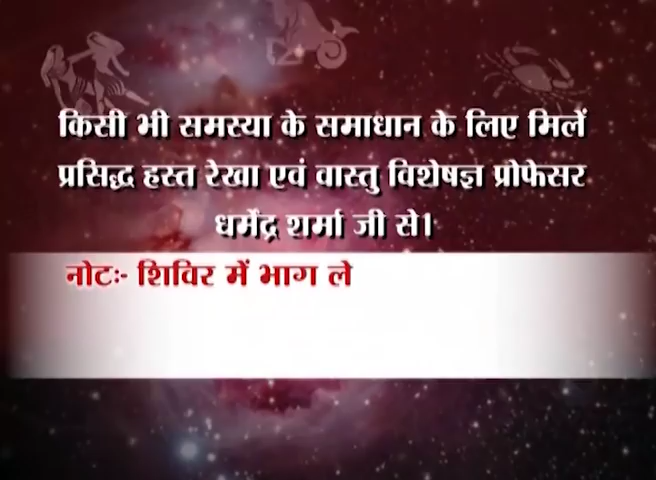 किसी भी समस्या के समाधान के लिए मिलें
प्रसिद्ध हस्त रेखा एवं वास्तु विशेषज्ञ प्रोफेसर
धर्मेंद्र शर्मा जी से।
नोटः- शिविर में भाग ले